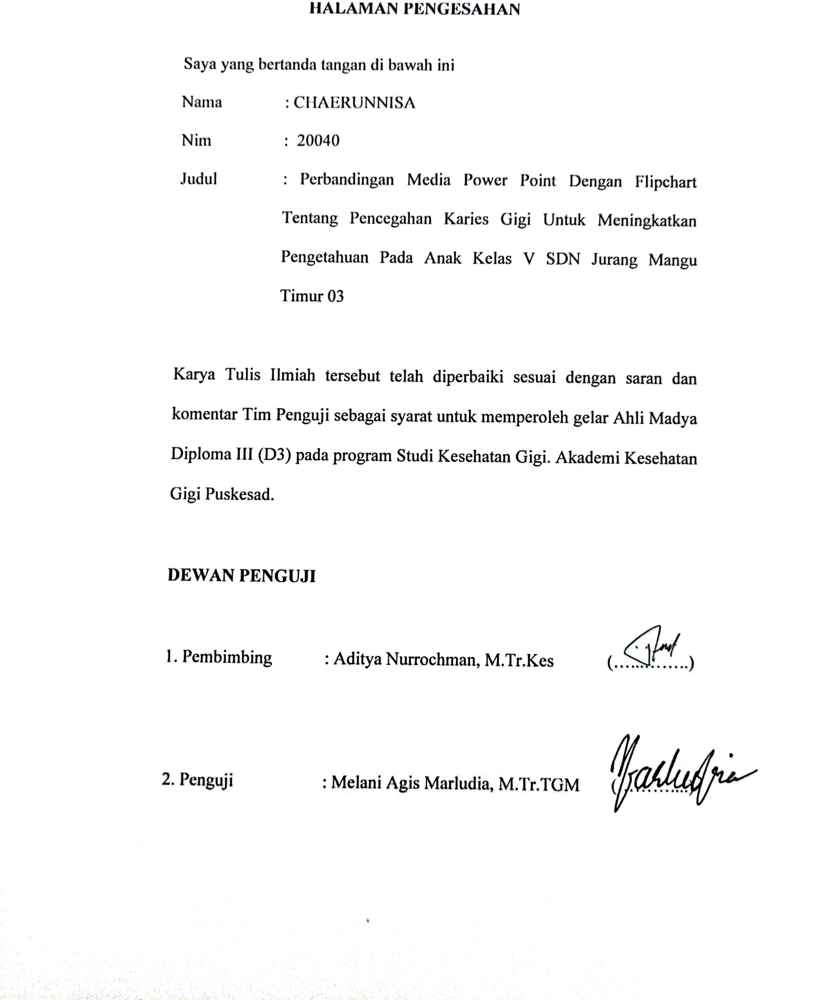 HALAMAN PENGESAHAN
Saya yang bertanda tangan di bawah ini
Nama : CHAERUNNISA
Nim : 20040
Judul : Perbandingan Media Power Point Dengan Flipchart
Tentang Pencegahan Karies Gigi Untuk Meningkatkan
Pengetahuan Pada Anak Kelas V SDN Jurang Mangu
Timur 03
Karya Tulis Ilmiah tersebut telah diperbaiki sesuai dengan saran dan
komentar Tim Penguji sebagai syarat untuk memperoleh gelar Ahli Madya
Diploma III (D3) pada program Studi Kesehatan Gigi. Akademi Kesehatan
Gigi Puskesad.
DEWAN PENGUJI
1. Pembimbing : Aditya Nurrochman, M.Tr.Kes (...............)
2. Penguji : Melani Agis Marludia, M.Tr.TGM (...............)